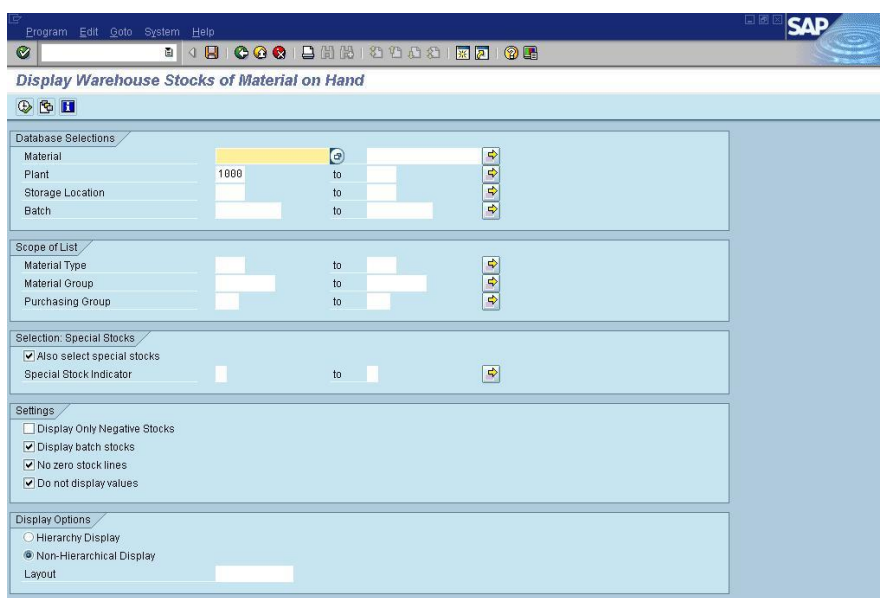 Program Edit Goto System Help
SAP
Display Warehouse Stocks of Material on Hand
Database Selections
Material
Plant 1000 to
Storage Location to
Batch to
Scope of List
Material Type to
Material Group to
Purchasing Group to
Selection: Special Stocks
Also select special stocks
Special Stock Indicator to
Settings
Display Only Negative Stocks
Display batch stocks
No zero stock lines
Do not display values
Display Options
Hierarchy Display
Non-Hierarchical Display
Layout